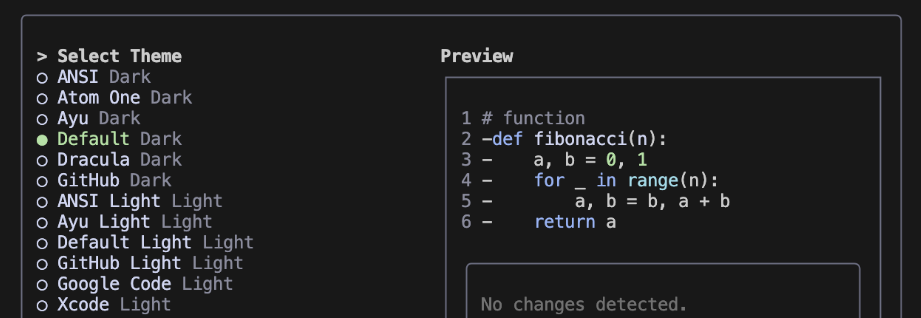 > Select Theme
○ ANSI Dark
○ Atom One Dark
○ Ayu Dark
● Default Dark
○ Dracula Dark
○ GitHub Dark
○ ANSI Light Light
○ Ayu Light Light
○ Default Light Light
○ GitHub Light Light
○ Google Code Light
○ Xcode Light
Preview
1 # function
2 -def fibonacci(n):
3 -    a, b = 0, 1
4 -    for _ in range(n):
5 -        a, b = b, a + b
6 -    return a
No changes detected.